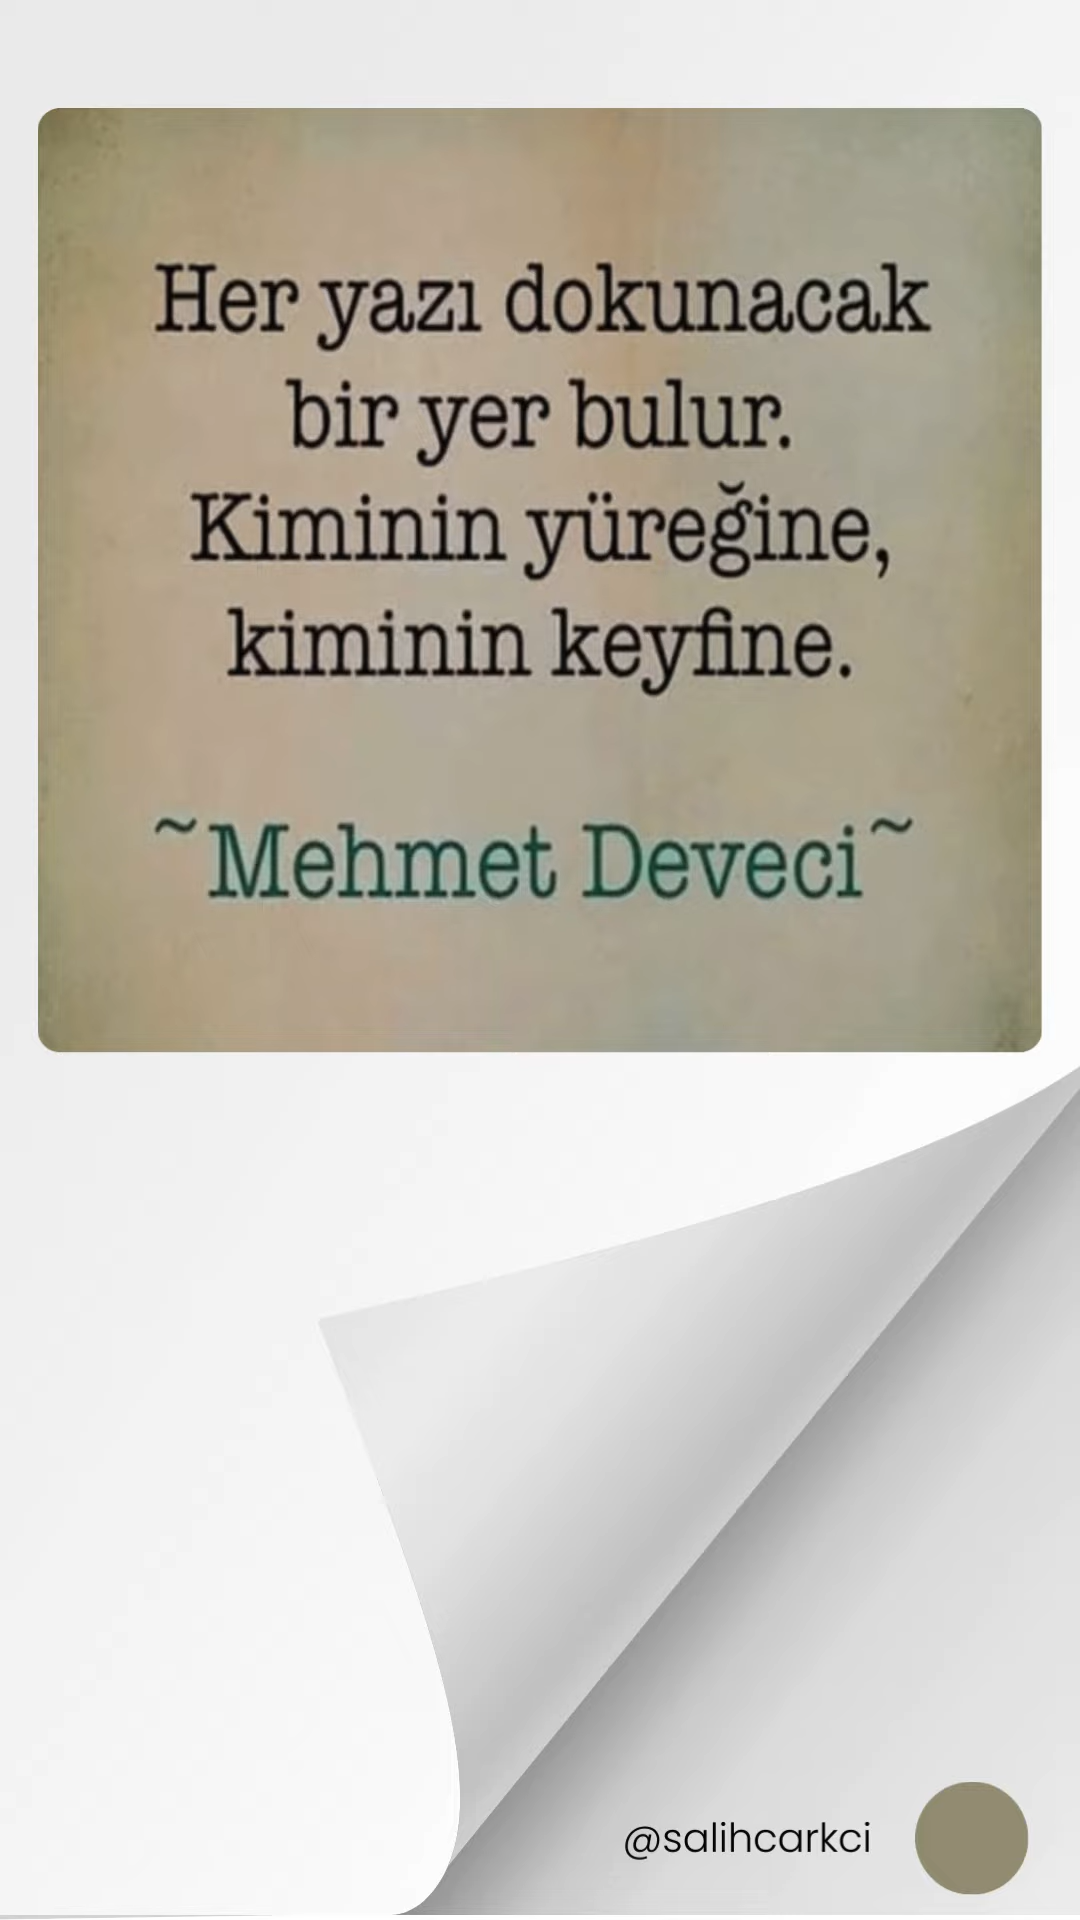 Her yazı dokunacak
bir yer bulur.
Kiminin yüreğine,
kiminin keyfine.
~Mehmet Deveci~
@salihcarkci